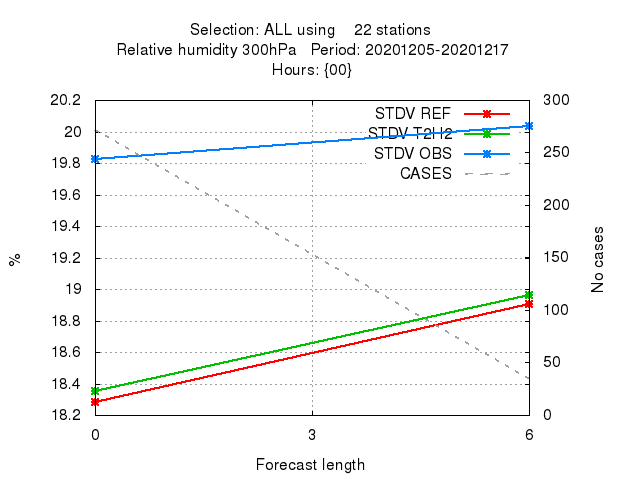 Selection: ALL using    22 stations
Relative humidity 300hPa   Period: 20201205-20201217
Hours: {00}
20.2
20
19.8
19.6
19.4
19.2
19
18.8
18.6
18.4
18.2
%
STDV REF
STDV T2H2
STDV OBS
CASES
300
250
200
150
100
50
0
No cases
0 3 6
Forecast length